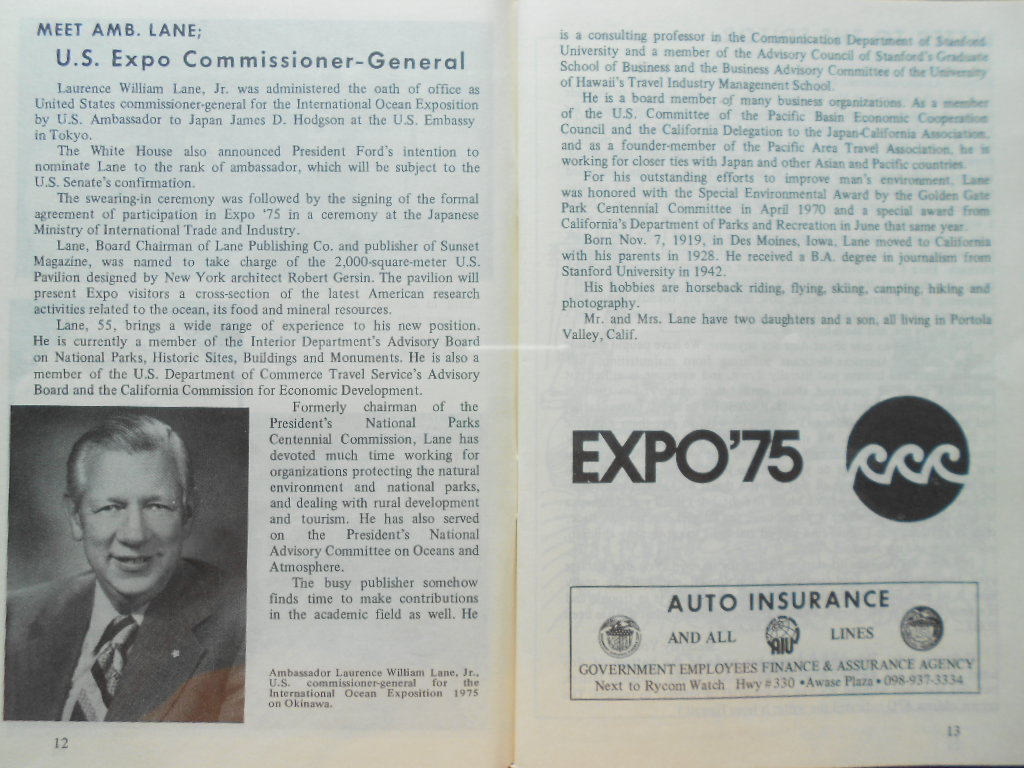 MEET AMB. LANE;
U.S. Expo Commissioner-General
Laurence William Lane, Jr. was administered the oath of office as
United States commissioner-general for the International Ocean Exposition
by U.S. Ambassador to Japan James D. Hodgson at the U.S. Embassy
in Tokyo.
The White House also announced President Ford's intention to
nominate Lane to the rank of ambassador, which will be subject to the
U.S. Senate's confirmation.
The swearing-in ceremony was followed by the signing of the formal
agreement of participation in Expo '75 in a ceremony at the Japanese
Ministry of International Trade and Industry.
Lane, Board Chairman of Lane Publishing Co. and publisher of Sunset
Magazine, was named to take charge of the 2,000-square-meter U.S.
Pavilion designed by New York architect Robert Gersin. The pavilion will
present Expo visitors a cross-section of the latest American research
activities related to the ocean, its food and mineral resources.
Lane, 55, brings a wide range of experience to his new position.
He is currently a member of the Interior Department's Advisory Board
on National Parks, Historic Sites, Buildings and Monuments. He is also a
member of the U.S. Department of Commerce Travel Service's Advisory
Board and the California Commission for Economic Development.
Formerly chairman of the
President's National Parks
Centennial Commission, Lane has
devoted much time working for
organizations protecting the natural
environment and national parks,
and dealing with rural development
and tourism. He has also served
on the President's National
Advisory Committee on Oceans and
Atmosphere.
The busy publisher somehow
finds time to make contributions
in the academic field as well. He
Ambassador Laurence William Lane, Jr.,
U.S. commissioner-general for the
International Ocean Exposition 1975
on Okinawa.
12
is a consulting professor in the Communication Department of Stanford
University and a member of the Advisory Council of Stanford's Graduate
School of Business and the Business Advisory Committee of the University
of Hawaii's Travel Industry Management School.
He is a board member of many business organizations. As a member
of the U.S. Committee of the Pacific Basin Economic Cooperation
Council and the California Delegation to the Japan-California Association,
and as a founder-member of the Pacific Area Travel Association, he is
working for closer ties with Japan and other Asian and Pacific countries.
For his outstanding efforts to improve man's environment, Lane
was honored with the Special Environmental Award by the Golden Gate
Park Centennial Committee in April 1970 and a special award from
California's Department of Parks and Recreation in June that same year.
Born Nov. 7, 1919, in Des Moines, Iowa, Lane moved to California
with his parents in 1928. He received a B.A. degree in journalism from
Stanford University in 1942.
His hobbies are horseback riding, flying, skiing, camping, hiking and
photography.
Mr. and Mrs. Lane have two daughters and a son, all living in Portola
Valley, Calif.
EXPO'75
AUTO INSURANCE
AND ALL AIU LINES
GOVERNMENT EMPLOYEES FINANCE & ASSURANCE AGENCY
Next to Rycom Watch Hwy #330 • Awase Plaza • 098-937-3334
13